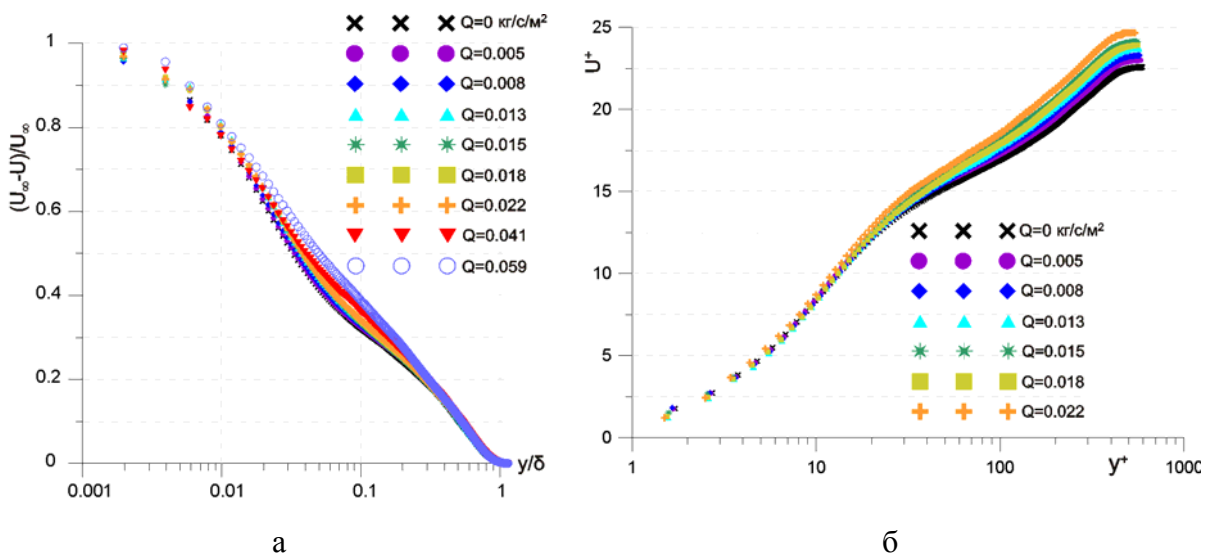 Q=0 кг/с/м²
Q=0.005
Q=0.008
Q=0.013
Q=0.015
Q=0.018
Q=0.022
Q=0.041
Q=0.059
(U∞-U)/U∞
1
0.8
0.6
0.4
0.2
0
0.001
0.01
0.1
1
y/δ
а
U⁺
25
20
15
10
5
0
Q=0 кг/с/м²
Q=0.005
Q=0.008
Q=0.013
Q=0.015
Q=0.018
Q=0.022
1
10
100
1000
y⁺
б